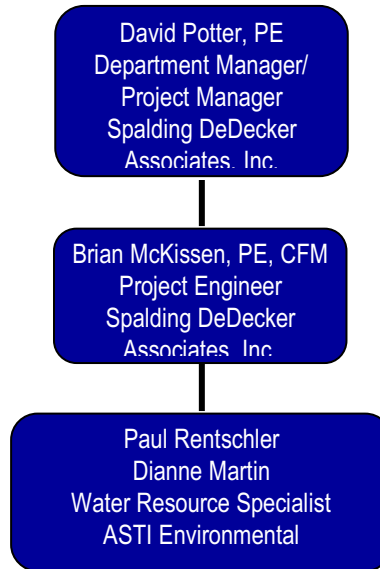 David Potter, PE
Department Manager/
Project Manager
Spalding DeDecker
Associates, Inc.
Brian McKissen, PE, CFM
Project Engineer
Spalding DeDecker
Associates, Inc
Paul Rentschler
Dianne Martin
Water Resource Specialist
ASTI Environmental